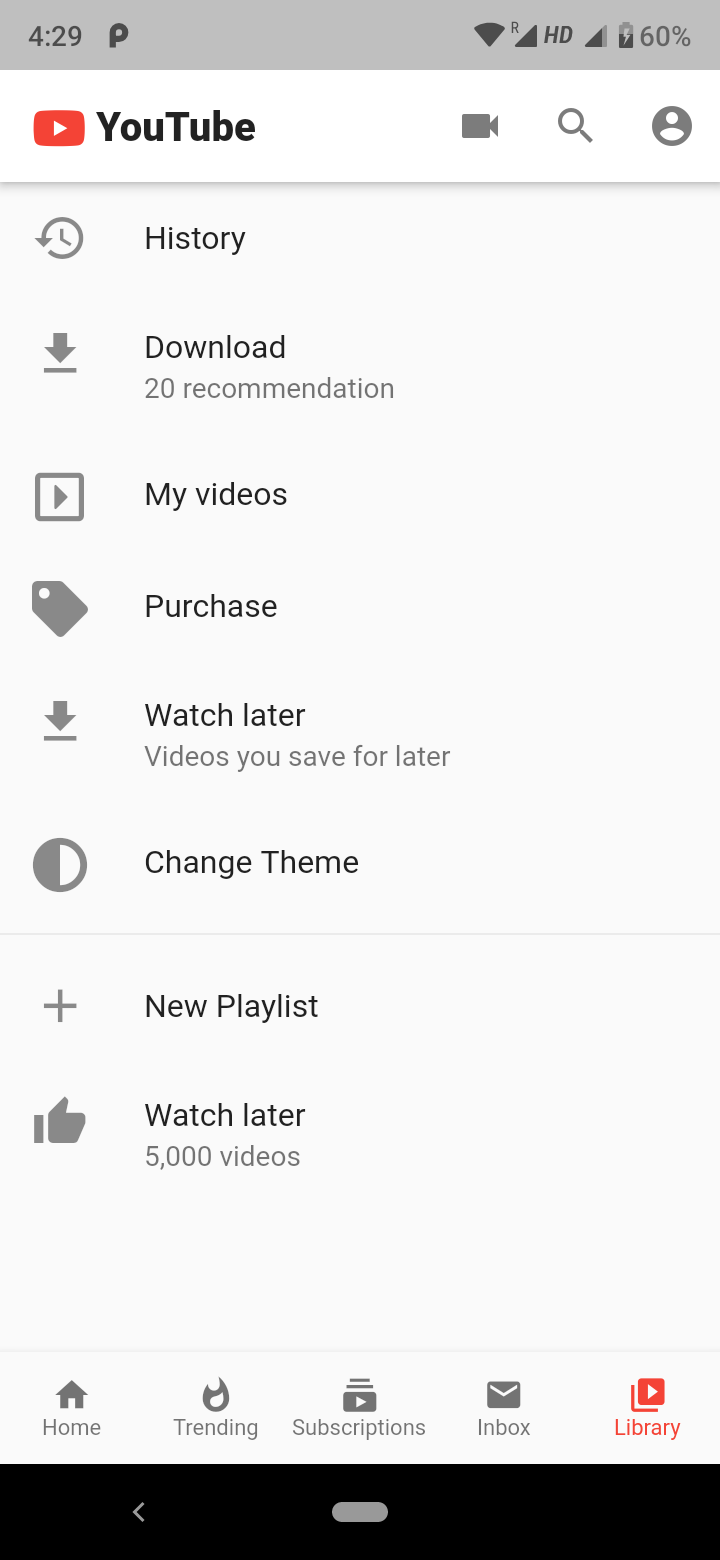 4:29
R HD 60%
YouTube
History
Download
20 recommendation
My videos
Purchase
Watch later
Videos you save for later
Change Theme
New Playlist
Watch later
5,000 videos
Home Trending Subscriptions Inbox Library